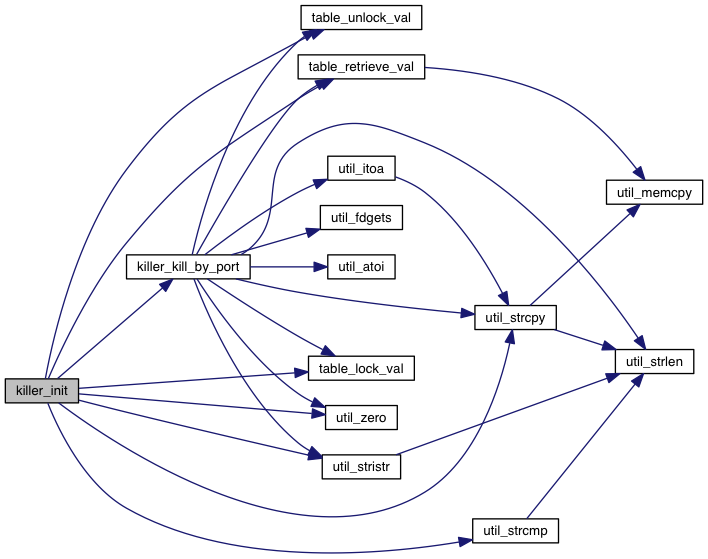 table_unlock_val
table_retrieve_val
util_itoa
util_memcpy
util_fdgets
killer_kill_by_port
util_atoi
util_strcpy
table_lock_val
util_strlen
killer_init
util_zero
util_stristr
util_strcmp